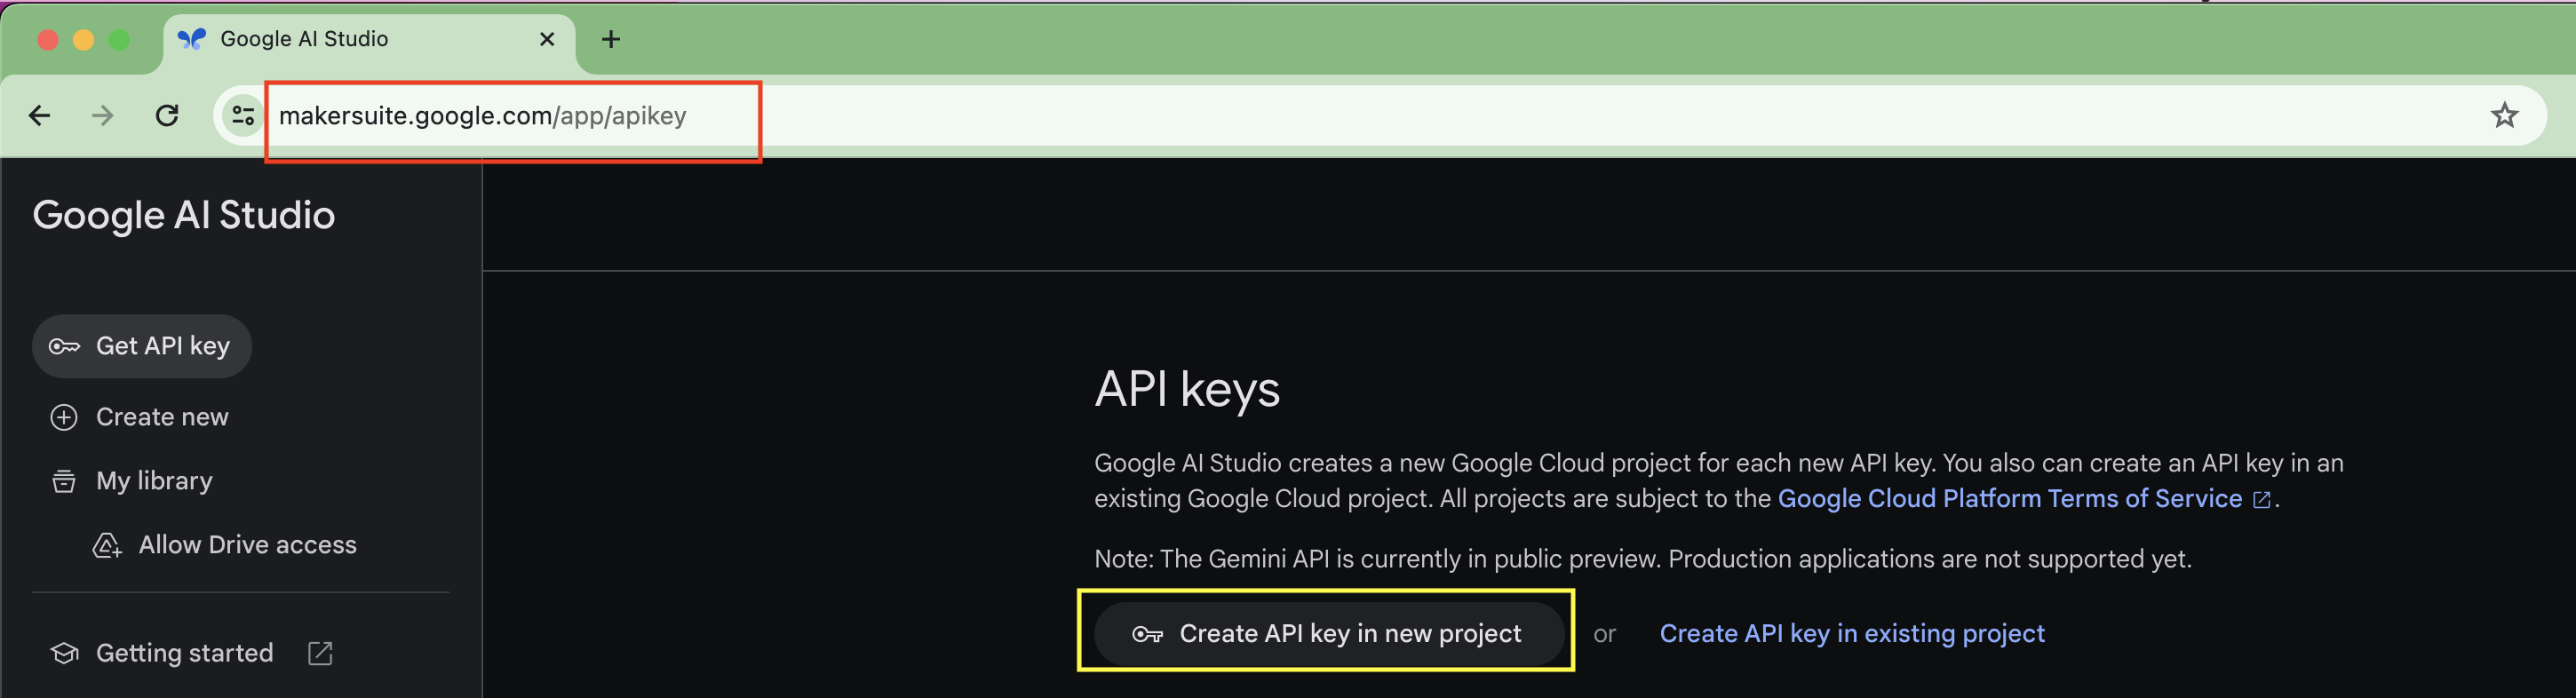 Google AI Studio
makersuite.google.com/app/apikey
Google AI Studio
Get API key
Create new
My library
Allow Drive access
Getting started
API keys
Google AI Studio creates a new Google Cloud project for each new API key. You also can create an API key in an
existing Google Cloud project. All projects are subject to the Google Cloud Platform Terms of Service .
Note: The Gemini API is currently in public preview. Production applications are not supported yet.
Create API key in new project or Create API key in existing project